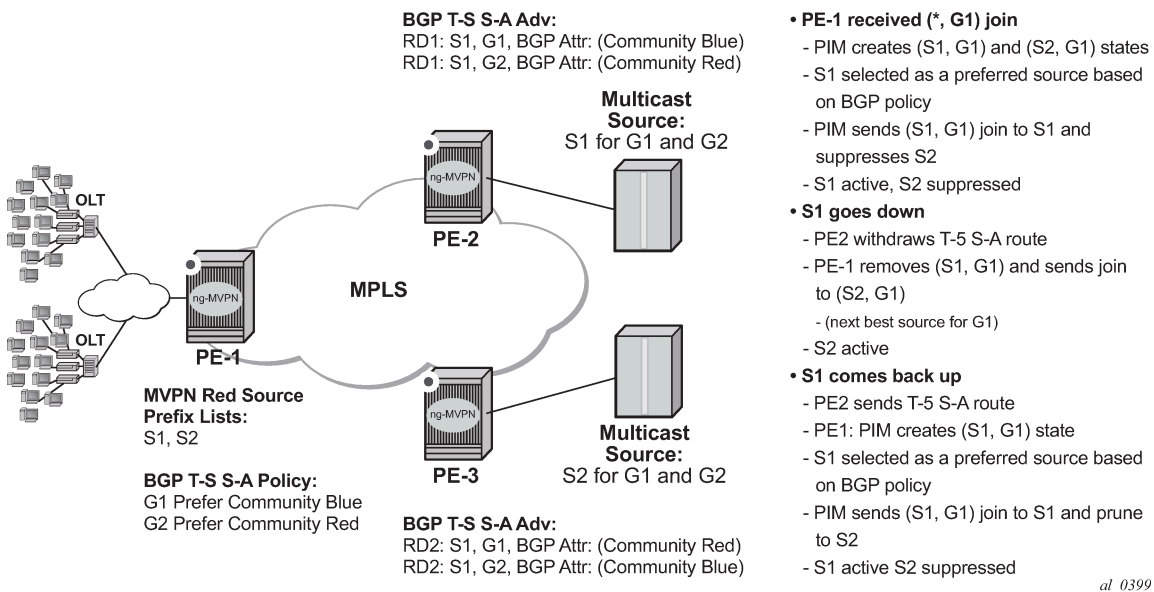 BGP T-S S-A Adv:
RD1: S1, G1, BGP Attr: (Community Blue)
RD1: S1, G2, BGP Attr: (Community Red)
Multicast
Source:
S1 for G1 and G2
ng-MVPN
PE-2
OLT
ng-MVPN
PE-1
MPLS
OLT
MVPN Red Source
Prefix Lists:
S1, S2
BGP T-S S-A Policy:
G1 Prefer Community Blue
G2 Prefer Community Red
ng-MVPN
PE-3
Multicast
Source:
S2 for G1 and G2
BGP T-S S-A Adv:
RD2: S1, G1, BGP Attr: (Community Red)
RD2: S1, G2, BGP Attr: (Community Blue)
• PE-1 received (*, G1) join
- PIM creates (S1, G1) and (S2, G1) states
- S1 selected as a preferred source based
on BGP policy
- PIM sends (S1, G1) join to S1 and
suppresses S2
- S1 active, S2 suppressed
• S1 goes down
- PE2 withdraws T-5 S-A route
- PE-1 removes (S1, G1) and sends join
to (S2, G1)
- (next best source for G1)
- S2 active
• S1 comes back up
- PE2 sends T-5 S-A route
- PE1: PIM creates (S1, G1) state
- S1 selected as a preferred source based
on BGP policy
- PIM sends (S1, G1) join to S1 and prune
to S2
- S1 active S2 suppressed
al_0399